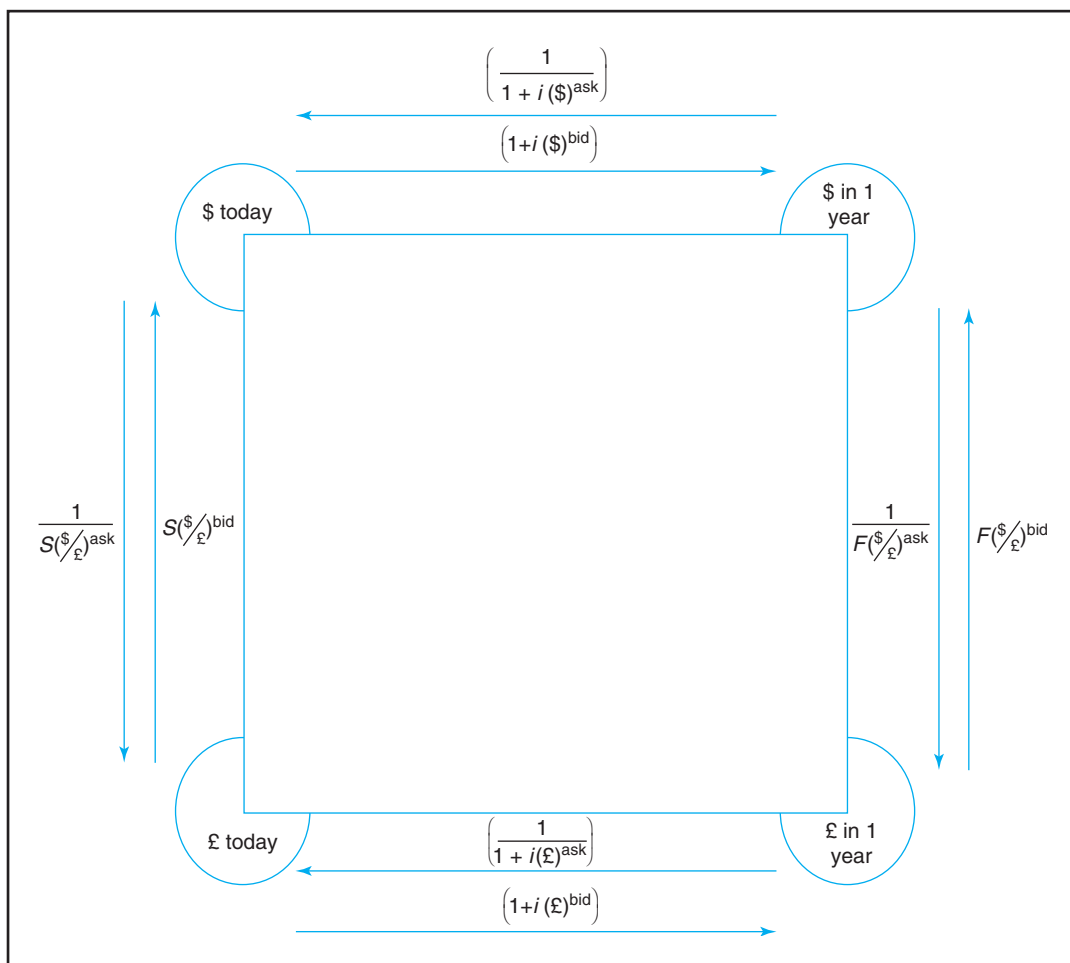 ( 1 / 1 + i ($)^ask )
(1+i ($)^bid)
$ today
$ in 1
year
1 / S($/£)^ask
S($/£)^bid
1 / F($/£)^ask
F($/£)^bid
£ today
( 1 / 1 + i(£)^ask )
£ in 1
year
(1+i (£)^bid)